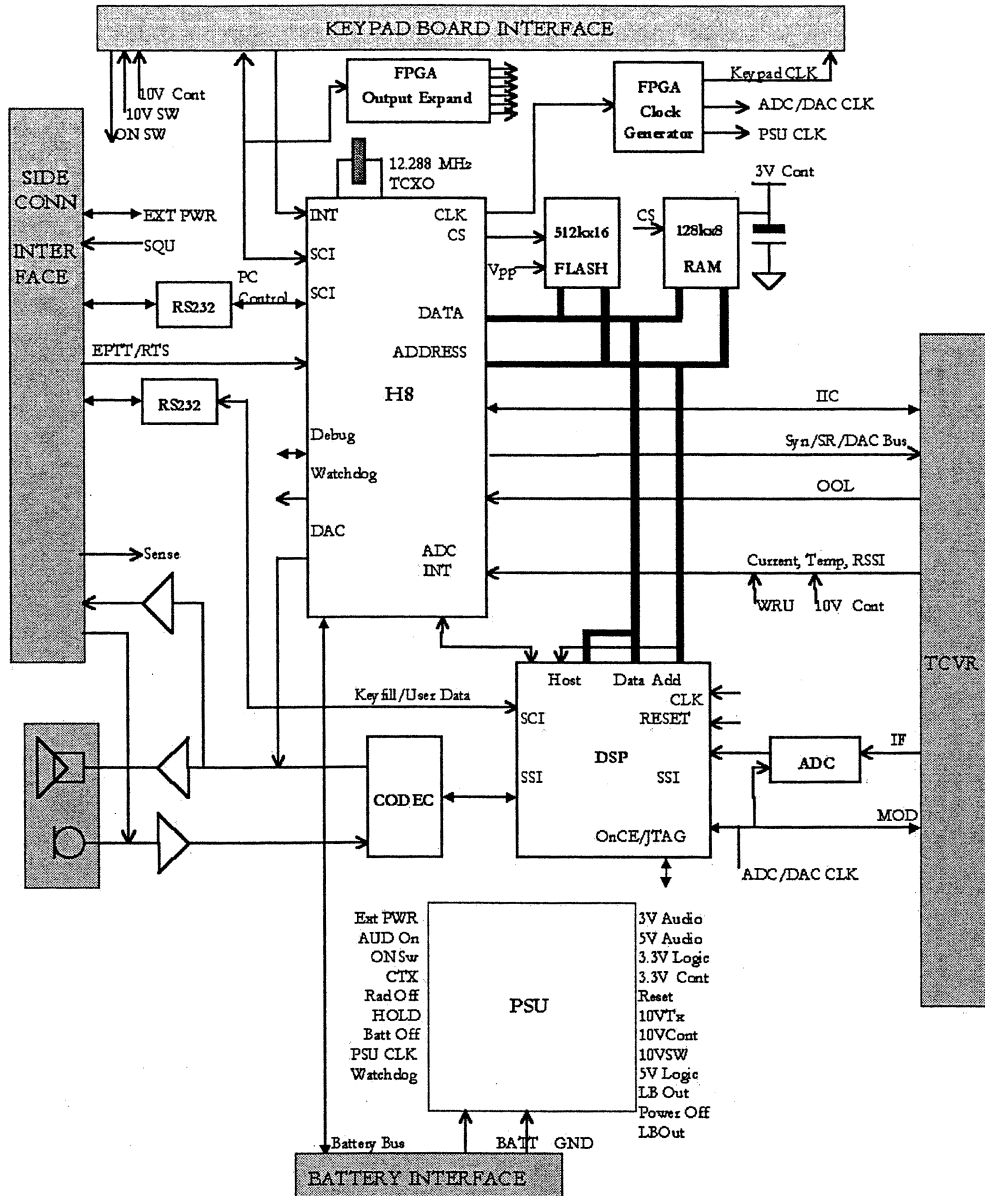 KEYPAD BOARD INTERFACE
10V Cont
10V SW
ON SW
FPGA
Output Expand
FPGA
Clock
Generator
Keypad CLK
ADC/DAC CLK
PSU CLK
12.288 MHz
TCXO
3V Cont
SIDE
CONN
INTER
FACE
EXT PWR
SQU
RS232
PC
Control
EPTT/RTS
RS232
Sense
INT
SCI
SCI
CLK
CS
DATA
ADDRESS
H8
Debug
Watchdog
DAC
ADC
INT
512kx16
FLASH
Vpp
CS
128kx8
RAM
IIC
Syn/SR/DAC Bus
OOL
Current, Temp, RSSI
WRU
10V Cont
TCVR
Keyfill/User Data
Host
Data Add
CLK
RESET
SCI
DSP
SSI
SSI
OnCE/JTAG
CODEC
ADC
IF
MOD
ADC/DAC CLK
Ext PWR
AUD On
ONSw
CTX
Rad Off
HOLD
Batt Off
PSU CLK
Watchdog
PSU
3V Audio
5V Audio
3.3V Logic
3.3V Cont
Reset
10VTx
10VCont
10VSW
5V Logic
LB Out
Power Off
LBOut
Battery Bus
BATT
GND
BATTERY INTERFACE